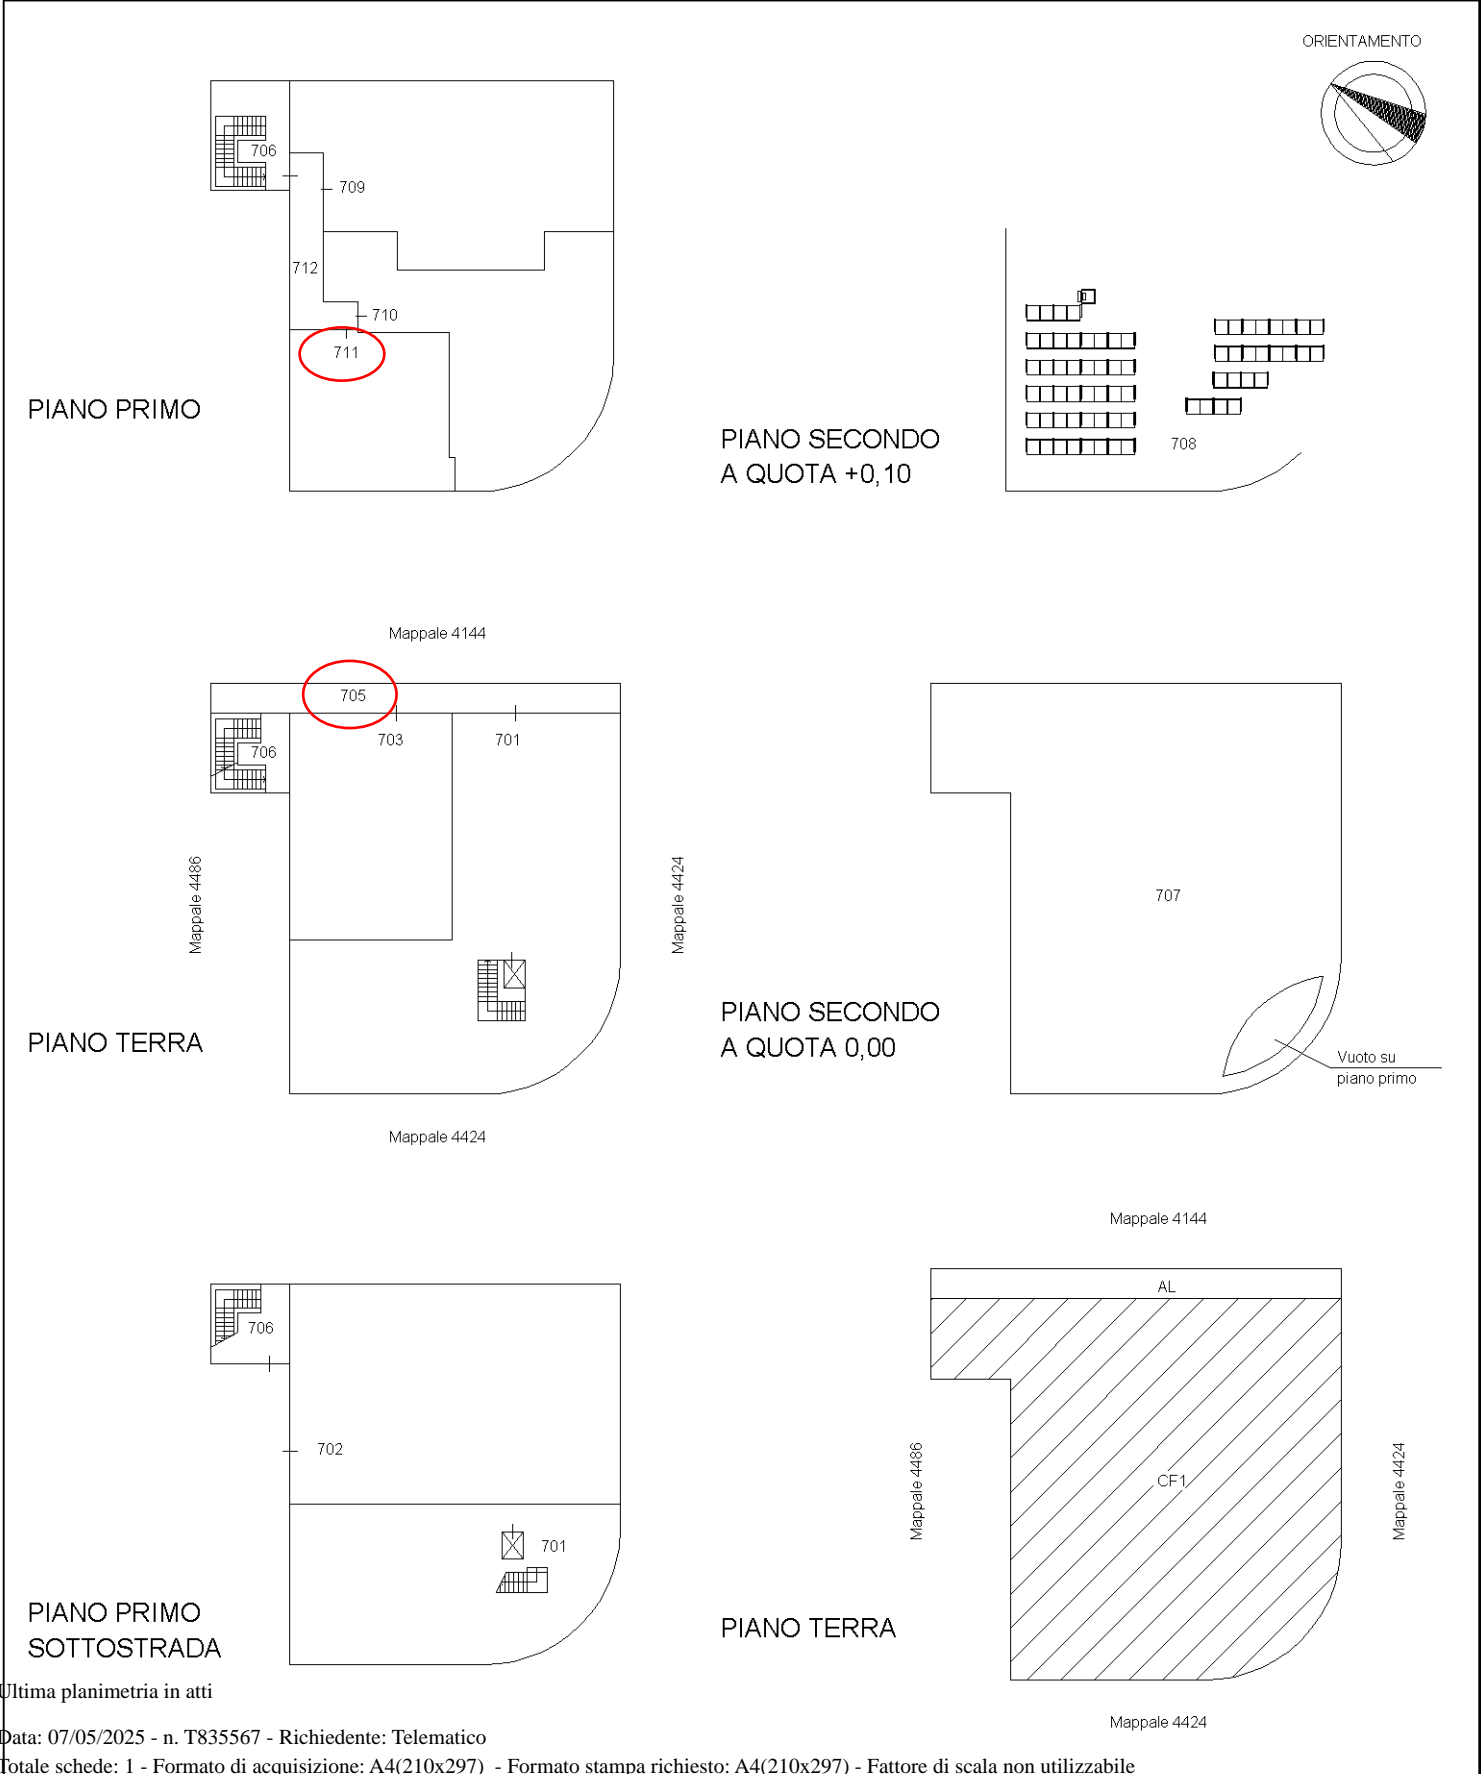 ORIENTAMENTO
706
709
712
710
711
PIANO PRIMO
708
PIANO SECONDO
A QUOTA +0,10
Mappale 4144
705
703
701
706
Mappale 4486
Mappale 4424
PIANO TERRA
Mappale 4424
707
PIANO SECONDO
A QUOTA 0,00
Vuoto su
piano primo
706
702
701
PIANO PRIMO
SOTTOSTRADA
Mappale 4144
AL
Mappale 4486
CF1
Mappale 4424
PIANO TERRA
Mappale 4424
Ultima planimetria in atti
Data: 07/05/2025 - n. T835567 - Richiedente: Telematico
Totale schede: 1 - Formato di acquisizione: A4(210x297) - Formato stampa richiesto: A4(210x297) - Fattore di scala non utilizzabile